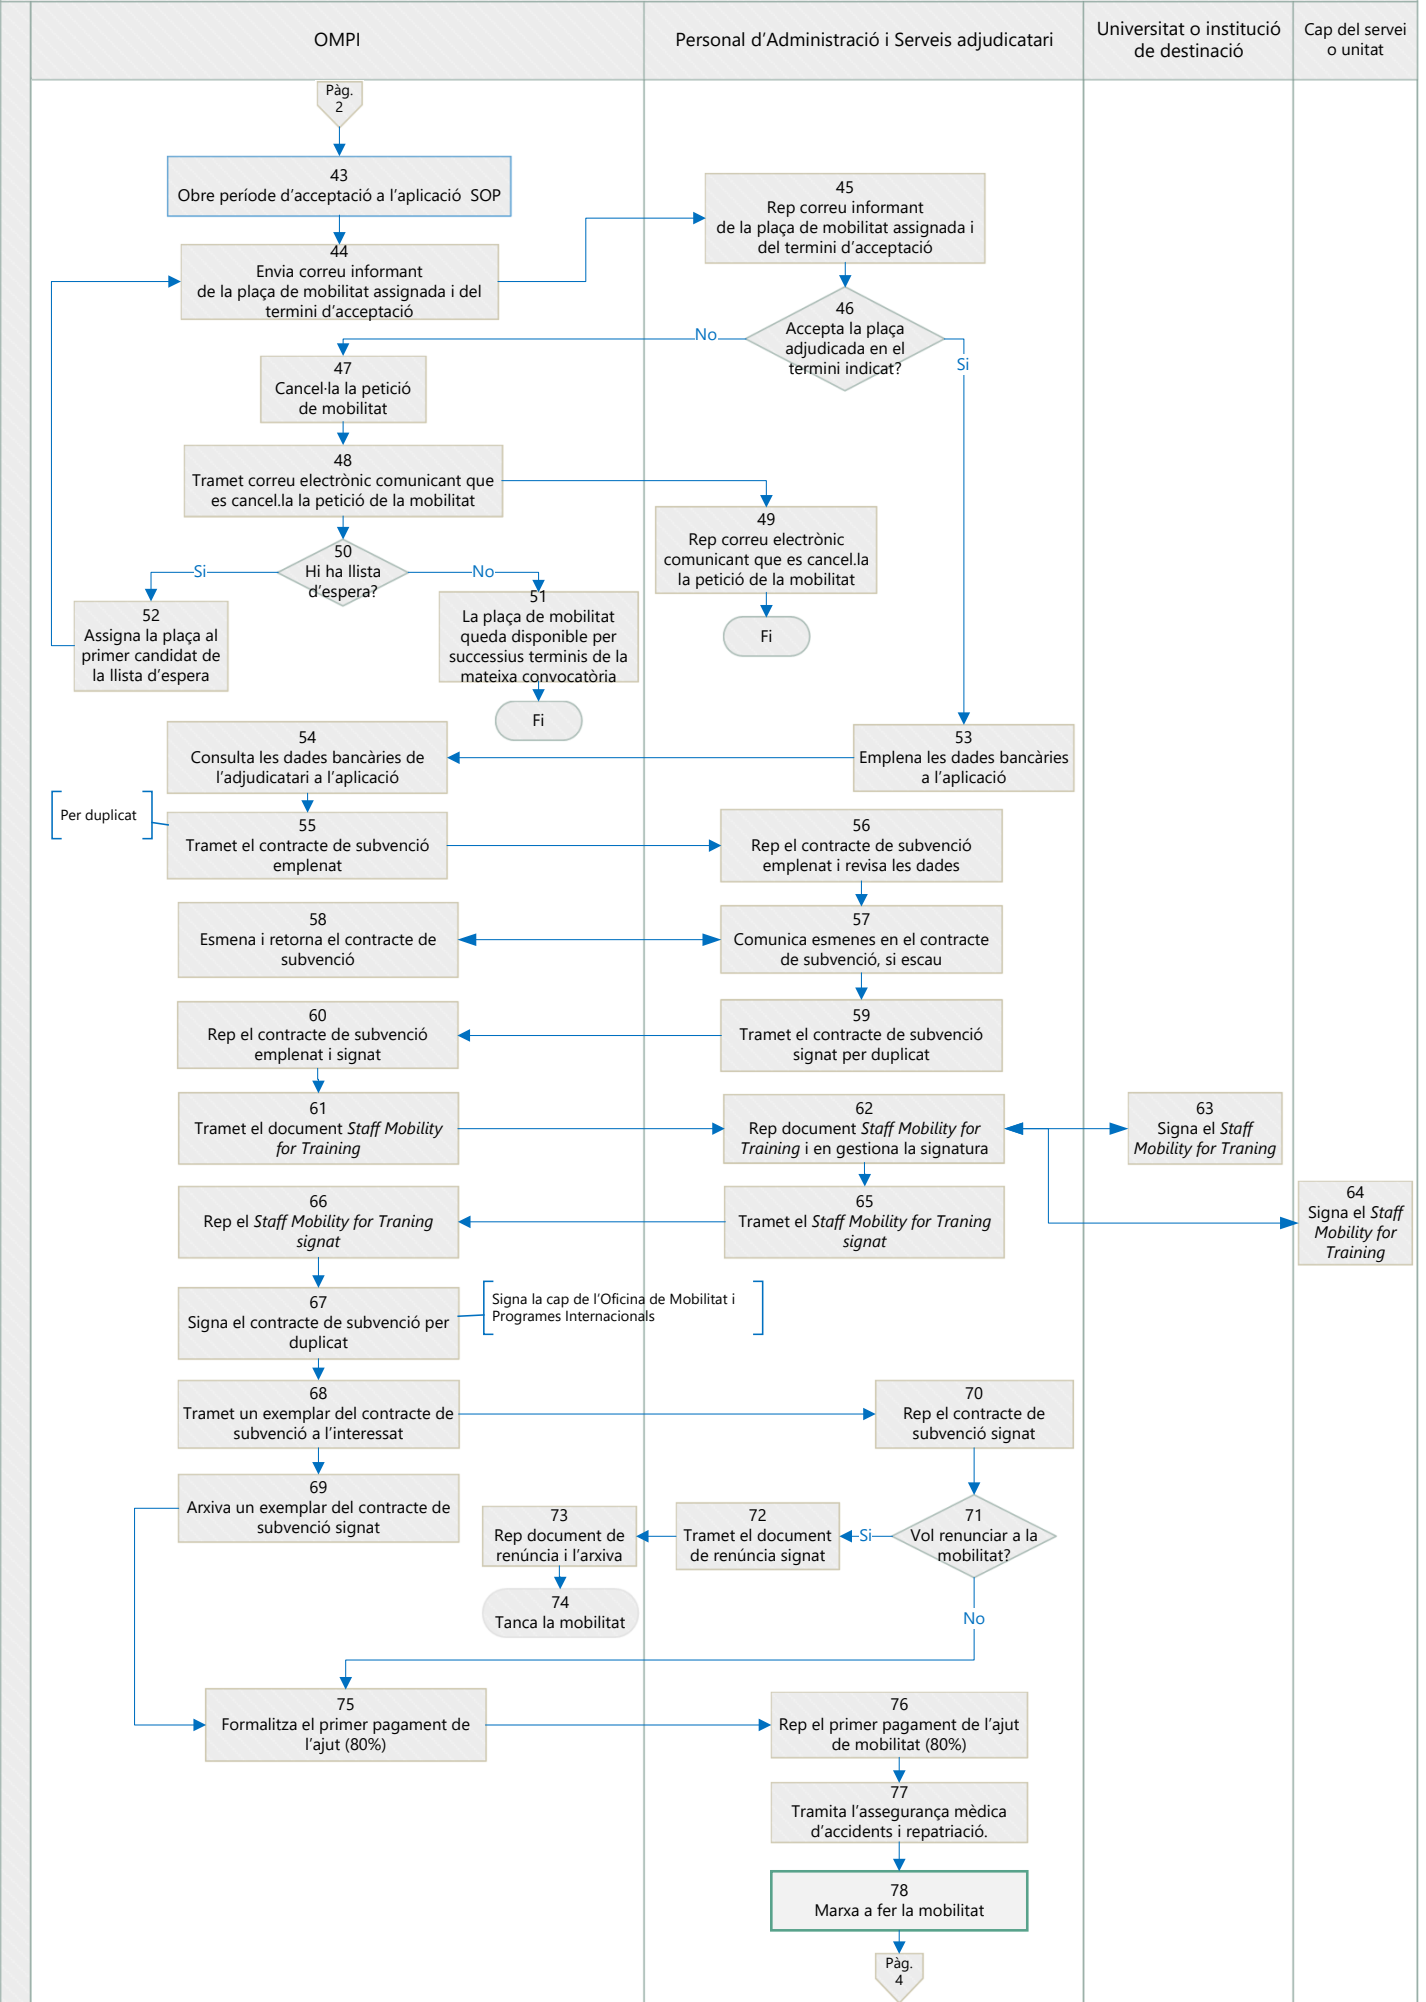 OMPI
Personal d'Administració i Serveis adjudicatari
Universitat o institució
de destinació
Cap del servei
o unitat
Pàg.
2
43
Obre període d'acceptació a l'aplicació  SOP
44
Envia correu informant
de la plaça de mobilitat assignada i del
termini d'acceptació
45
Rep correu informant
de la plaça de mobilitat assignada i
del termini d'acceptació
46
Accepta la plaça
adjudicada en el
termini indicat?
No
Si
47
Cancel·la la petició
de mobilitat
48
Tramet correu electrònic comunicant que
es cancel.la la petició de la mobilitat
49
Rep correu electrònic
comunicant que es cancel.la
la petició de la mobilitat
Fi
50
Hi ha llista
d'espera?
Si
No
51
La plaça de mobilitat
queda disponible per
successius terminis de la
mateixa convocatòria
Fi
52
Assigna la plaça al
primer candidat de
la llista d'espera
53
Emplena les dades bancàries
a l'aplicació
54
Consulta les dades bancàries de
l'adjudicatari a l'aplicació
Per duplicat
55
Tramet el contracte de subvenció
emplenat
56
Rep el contracte de subvenció
emplenat i revisa les dades
57
Comunica esmenes en el contracte
de subvenció, si escau
58
Esmena i retorna el contracte de
subvenció
59
Tramet el contracte de subvenció
signat per duplicat
60
Rep el contracte de subvenció
emplenat i signat
61
Tramet el document Staff Mobility
for Training
62
Rep document Staff Mobility for
Training i en gestiona la signatura
63
Signa el Staff
Mobility for Traning
64
Signa el Staff
Mobility for
Training
65
Tramet el Staff Mobility for Traning
signat
66
Rep el Staff Mobility for Traning
signat
67
Signa el contracte de subvenció per
duplicat
Signa la cap de l'Oficina de Mobilitat i
Programes Internacionals
68
Tramet un exemplar del contracte de
subvenció a l'interessat
69
Arxiva un exemplar del contracte de
subvenció signat
70
Rep el contracte de
subvenció signat
71
Vol renunciar a la
mobilitat?
Si
No
72
Tramet el document
de renúncia signat
73
Rep document de
renúncia i l'arxiva
74
Tanca la mobilitat
75
Formalitza el primer pagament de
l'ajut (80%)
76
Rep el primer pagament de l'ajut
de mobilitat (80%)
77
Tramita l'assegurança mèdica
d'accidents i repatriació.
78
Marxa a fer la mobilitat
Pàg.
4